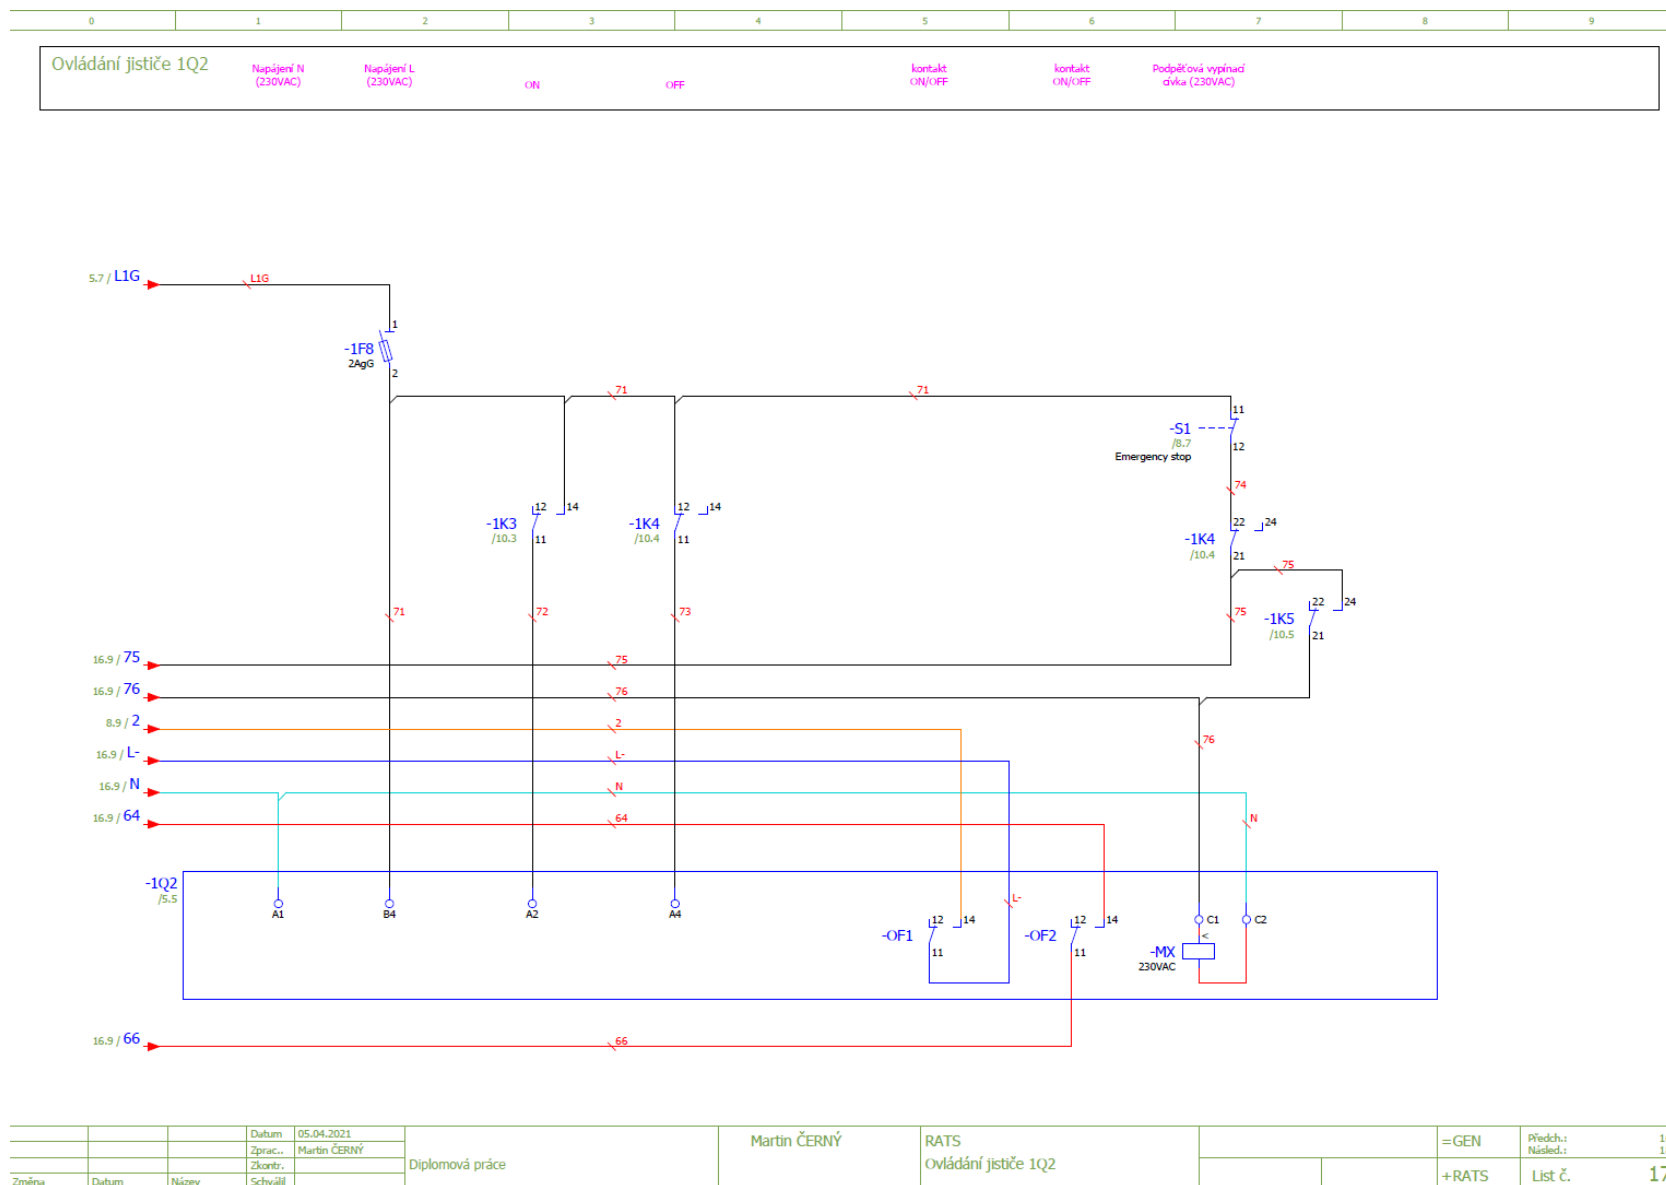 0 1 2 3 4 5 6 7 8 9
Ovládání jističe 1Q2
Napájení N
(230VAC)
Napájení L
(230VAC)
ON
OFF
kontakt
ON/OFF
kontakt
ON/OFF
Podpěťová vypínací
cívka (230VAC)
5.7 / L1G
L1G
1
-1F8
2AgG
2
71
71
11
-S1
/8.7
12
Emergency stop
74
12
14
-1K3
/10.3
11
12
14
-1K4
/10.4
11
22
24
-1K4
/10.4
21
75
22
24
-1K5
/10.5
21
71
72
73
75
16.9 / 75
75
16.9 / 76
76
8.9 / 2
2
76
16.9 / L-
L-
16.9 / N
N
16.9 / 64
64
N
-1Q2
/5.5
A1
B4
A2
A4
L-
12
14
-OF1
11
12
14
-OF2
11
C1
C2
<
-MX
230VAC
16.9 / 66
66
Datum 05.04.2021
Zprac.. Martin ČERNÝ
Zkontr.
Změna Datum Název Schválil
Diplomová práce
Martin ČERNÝ
RATS
Ovládání jističe 1Q2
=GEN
+RATS
Předch.:
Násled.:
List č. 17